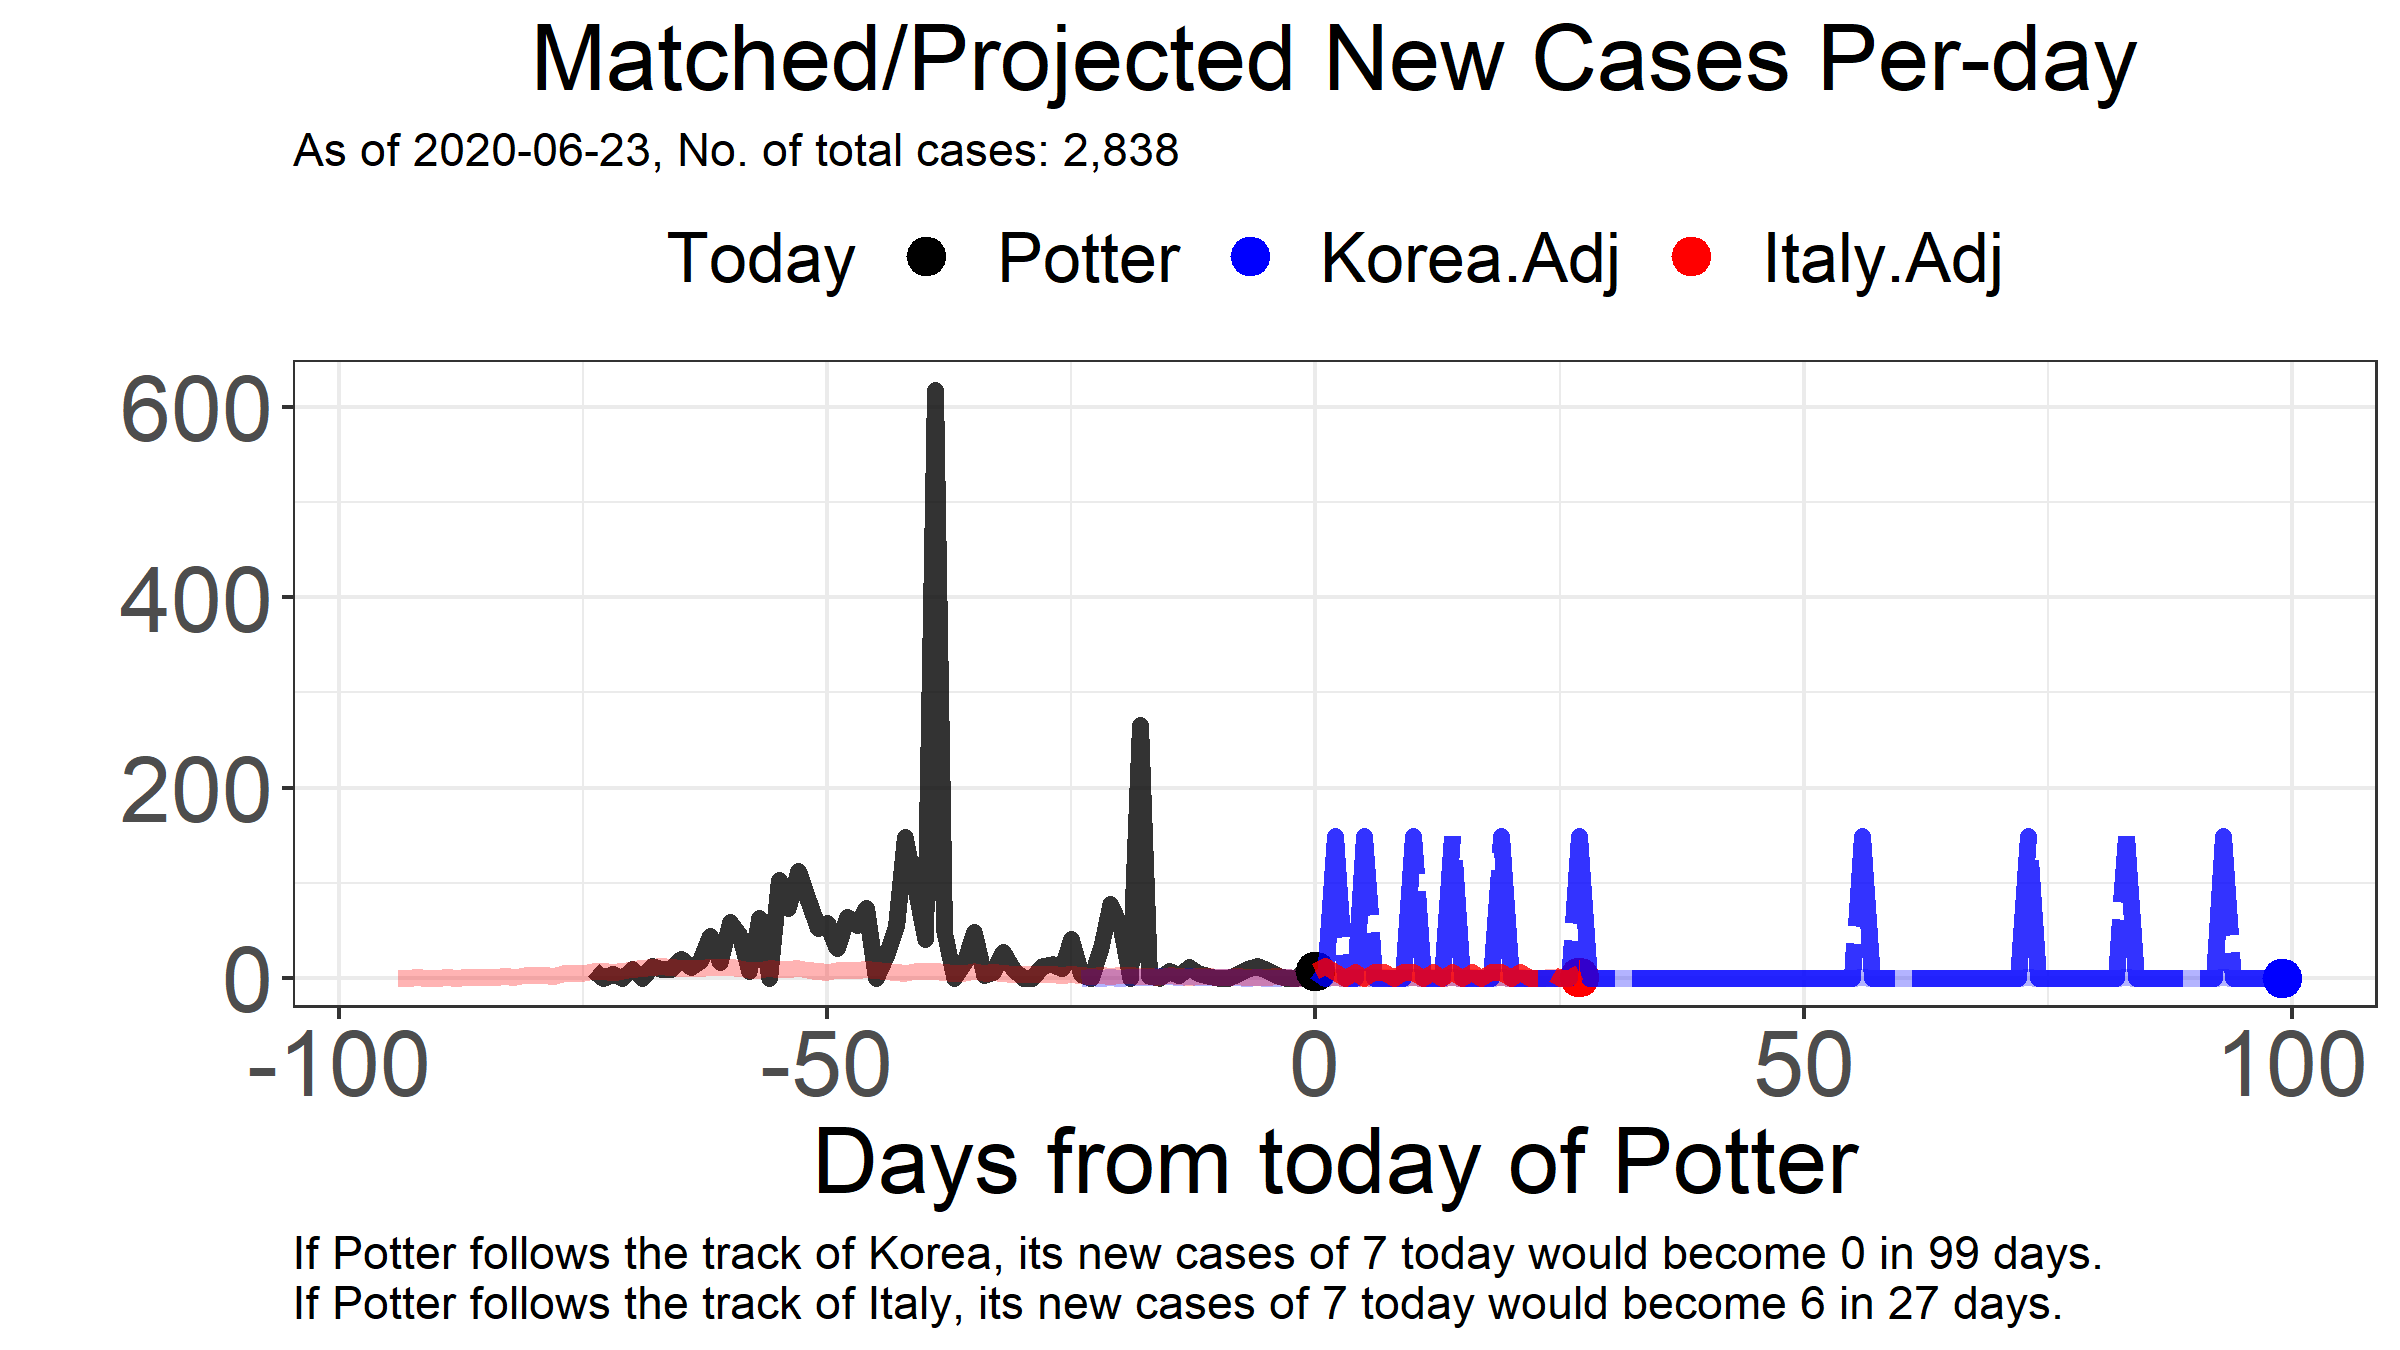 Matched/Projected New Cases Per-day
As of 2020-06-23, No. of total cases: 2,838
Today Potter Korea.Adj Italy.Adj
600
400
200
0
-100 -50 0 50 100
Days from today of Potter
If Potter follows the track of Korea, its new cases of 7 today would become 0 in 99 days.
If Potter follows the track of Italy, its new cases of 7 today would become 6 in 27 days.